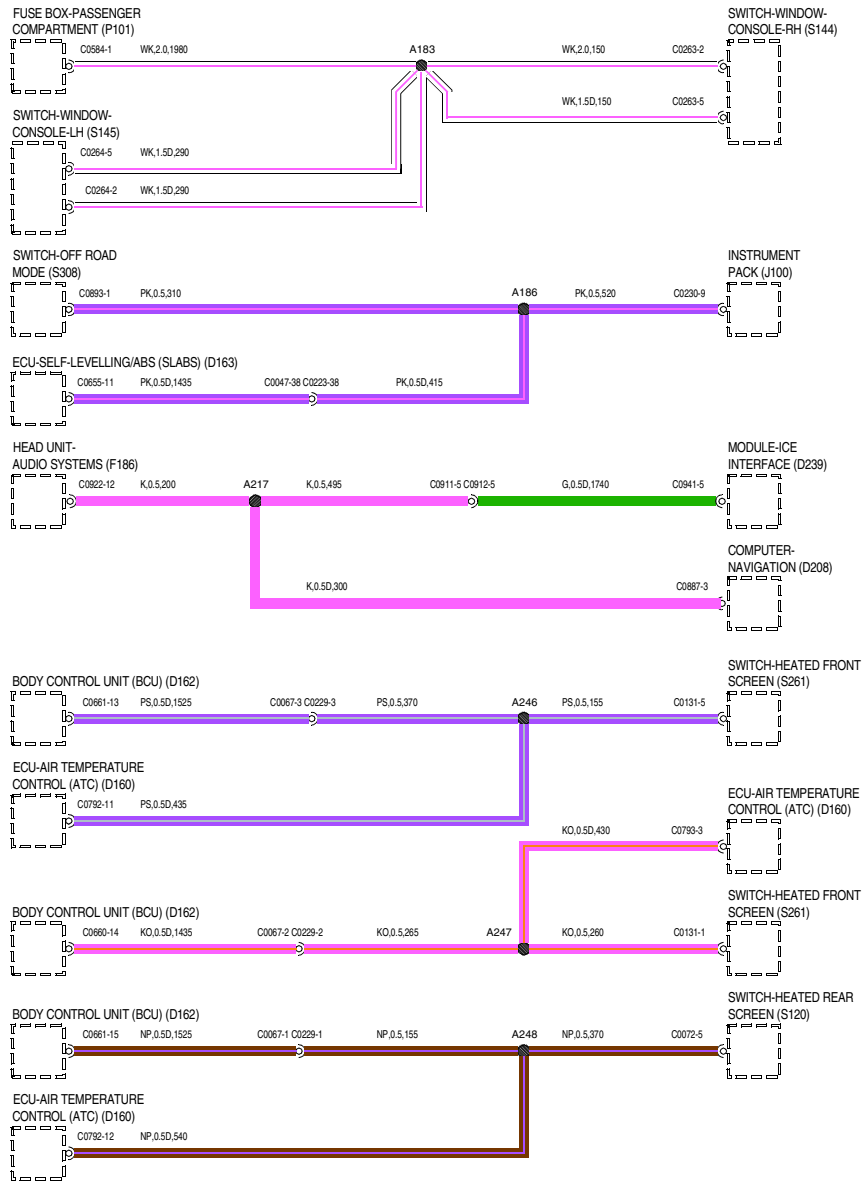 FUSE BOX-PASSENGER
COMPARTMENT (P101)
SWITCH-WINDOW-
CONSOLE-RH (S144)
C0584-1 WK,2.0,1980 A183 WK,2.0,150 C0263-2
WK,1.5D,150 C0263-5
SWITCH-WINDOW-
CONSOLE-LH (S145)
C0264-5 WK,1.5D,290
C0264-2 WK,1.5D,290
SWITCH-OFF ROAD
MODE (S308)
INSTRUMENT
PACK (J100)
C0893-1 PK,0.5,310 A186 PK,0.5,520 C0230-9
ECU-SELF-LEVELLING/ABS (SLABS) (D163)
C0655-11 PK,0.5D,1435 C0047-38 C0223-38 PK,0.5D,415
HEAD UNIT-
AUDIO SYSTEMS (F186)
MODULE-ICE
INTERFACE (D239)
C0922-12 K,0.5,200 A217 K,0.5,495 C0911-5 C0912-5 G,0.5D,1740 C0941-5
COMPUTER-
NAVIGATION (D208)
K,0.5D,300 C0887-3
BODY CONTROL UNIT (BCU) (D162)
SWITCH-HEATED FRONT
SCREEN (S261)
C0661-13 PS,0.5D,1525 C0067-3 C0229-3 PS,0.5,370 A246 PS,0.5,155 C0131-5
ECU-AIR TEMPERATURE
CONTROL (ATC) (D160)
C0792-11 PS,0.5D,435
ECU-AIR TEMPERATURE
CONTROL (ATC) (D160)
KO,0.5D,430 C0793-3
BODY CONTROL UNIT (BCU) (D162)
SWITCH-HEATED FRONT
SCREEN (S261)
C0660-14 KO,0.5D,1435 C0067-2 C0229-2 KO,0.5,265 A247 KO,0.5,260 C0131-1
BODY CONTROL UNIT (BCU) (D162)
SWITCH-HEATED REAR
SCREEN (S120)
C0661-15 NP,0.5D,1525 C0067-1 C0229-1 NP,0.5,155 A248 NP,0.5,370 C0072-5
ECU-AIR TEMPERATURE
CONTROL (ATC) (D160)
C0792-12 NP,0.5D,540